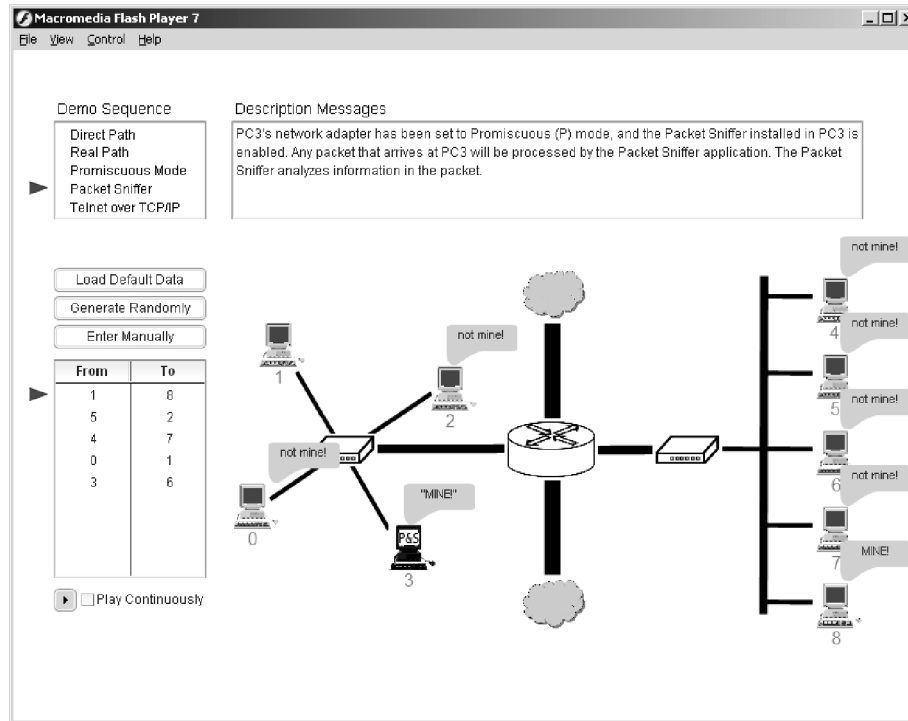 Macromedia Flash Player 7
File View Control Help
Demo Sequence
Direct Path
Real Path
Promiscuous Mode
Packet Sniffer
Telnet over TCP/IP
Description Messages
PC3's network adapter has been set to Promiscuous (P) mode, and the Packet Sniffer installed in PC3 is
enabled. Any packet that arrives at PC3 will be processed by the Packet Sniffer application. The Packet
Sniffer analyzes information in the packet.
Load Default Data
Generate Randomly
Enter Manually
From To
1 8
5 2
4 7
0 1
3 6
Play Continuously
1
not mine!
2
not mine!
0
"MINE!"
P&S
3
not mine!
4
not mine!
5
not mine!
6
not mine!
7
MINE!
8